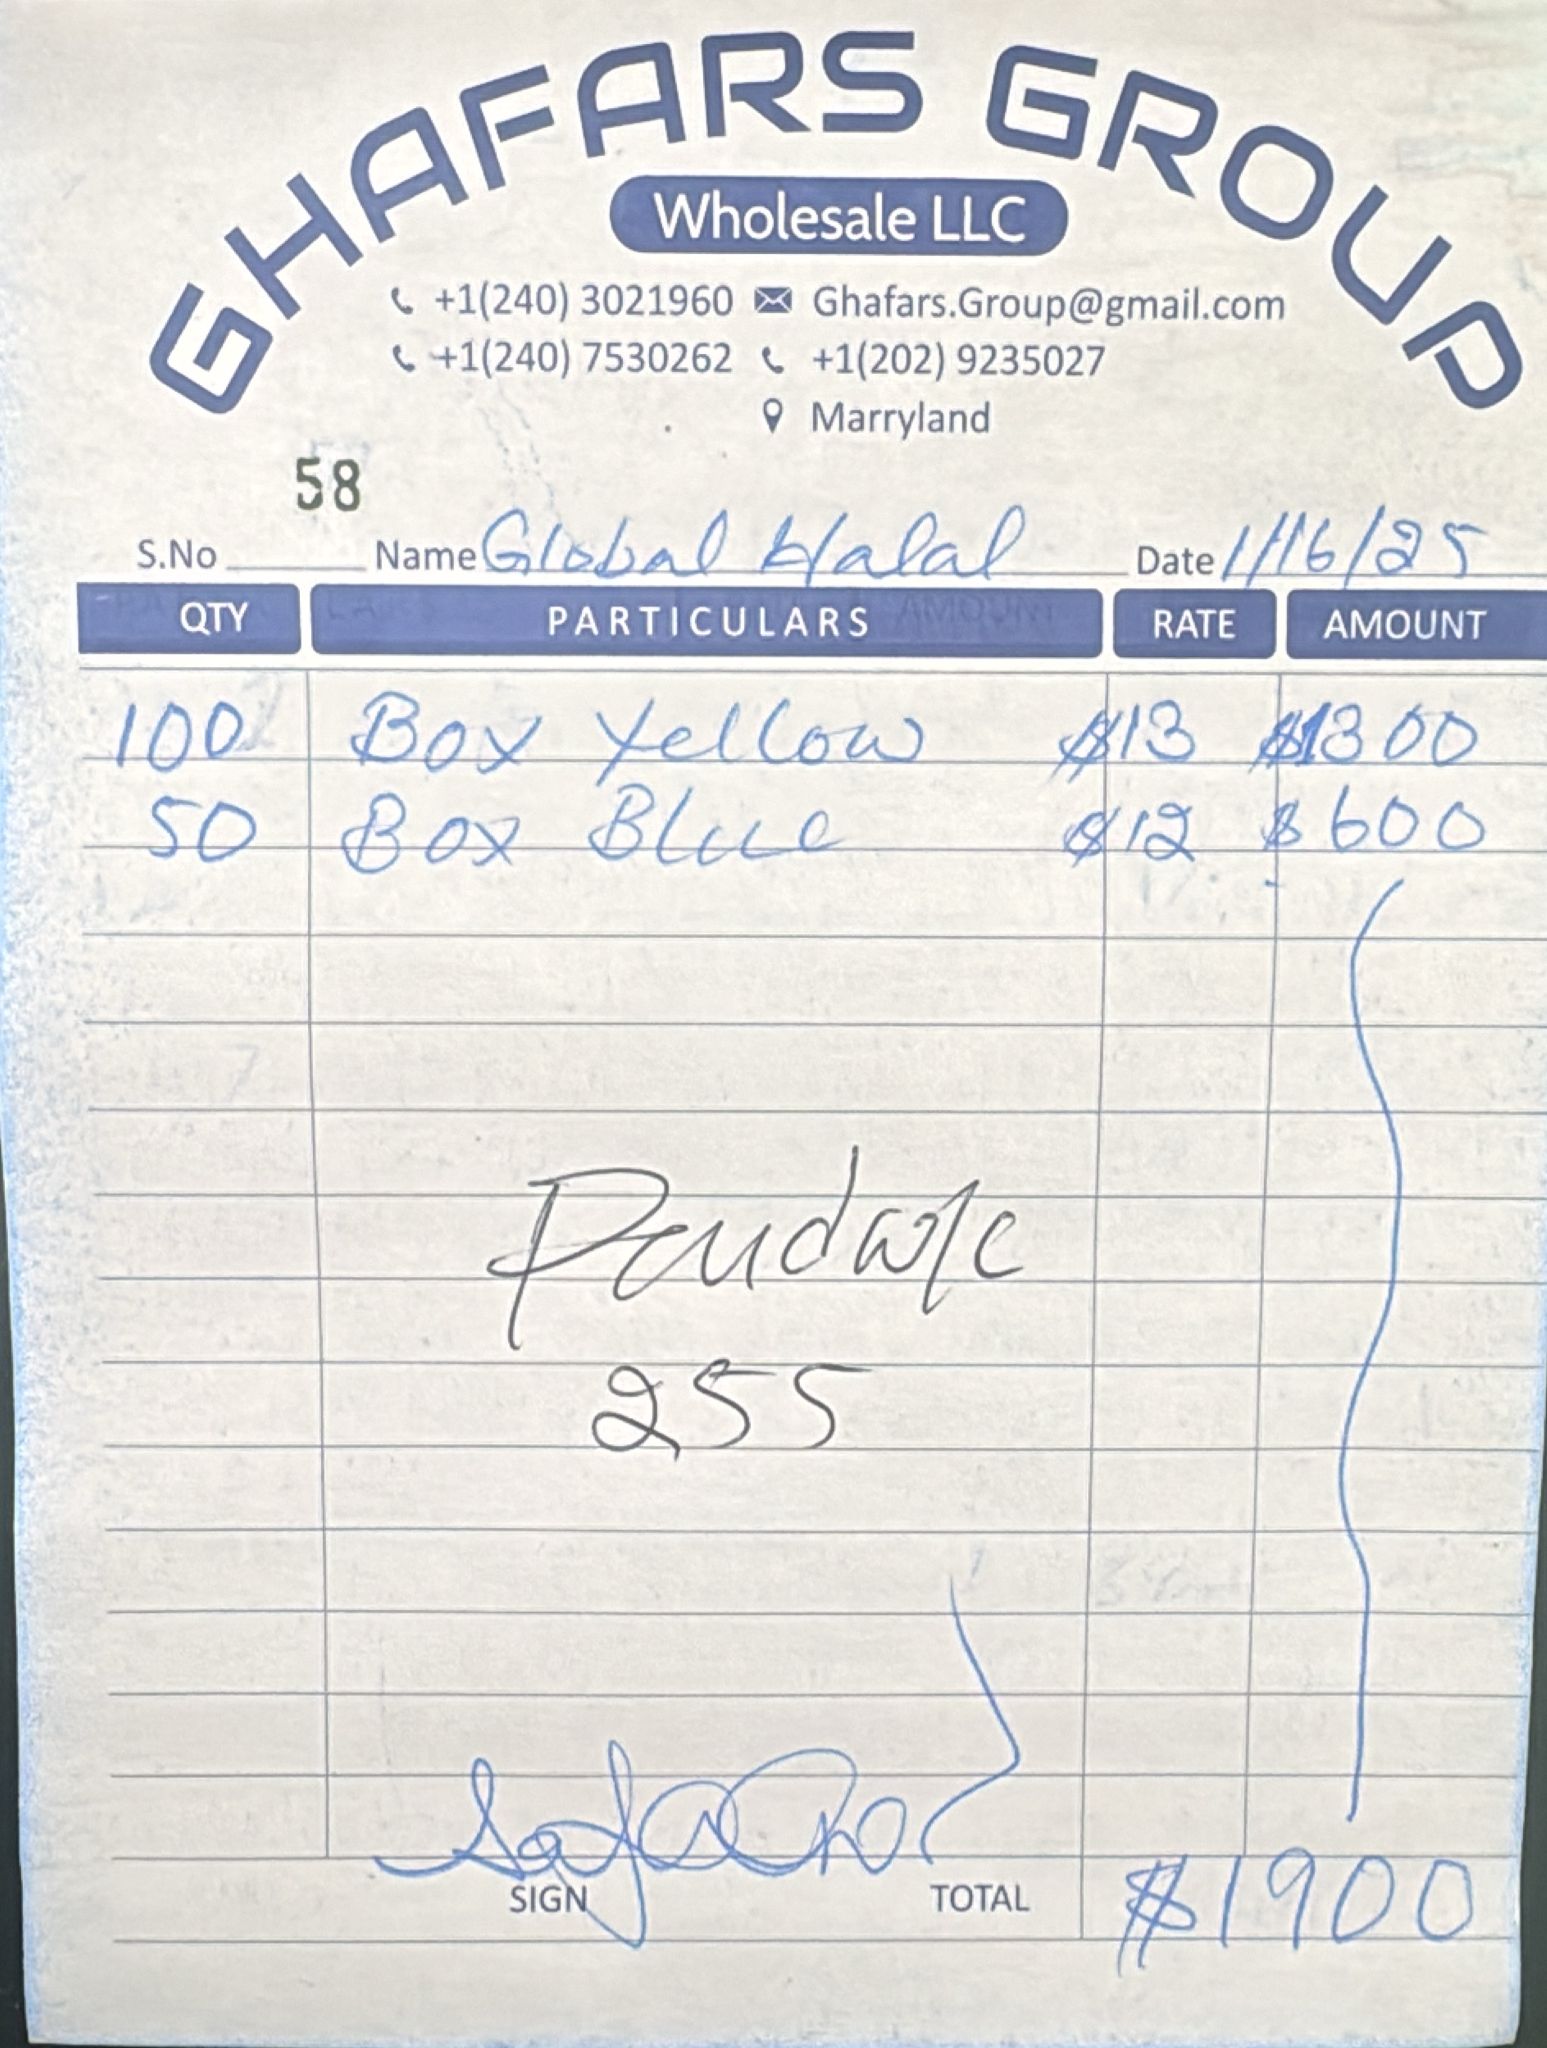 GHAFARS GROUP
Wholesale LLC
+1(240) 3021960 Ghafars.Group@gmail.com
+1(240) 7530262 +1(202) 9235027
Marryland
58
S.No Name Global Halal Date 1/16/25
QTY PARTICULARS RATE AMOUNT
100 Box Yellow $13 $1300
50 Box Blue $12 $600
255
SIGN TOTAL $1900